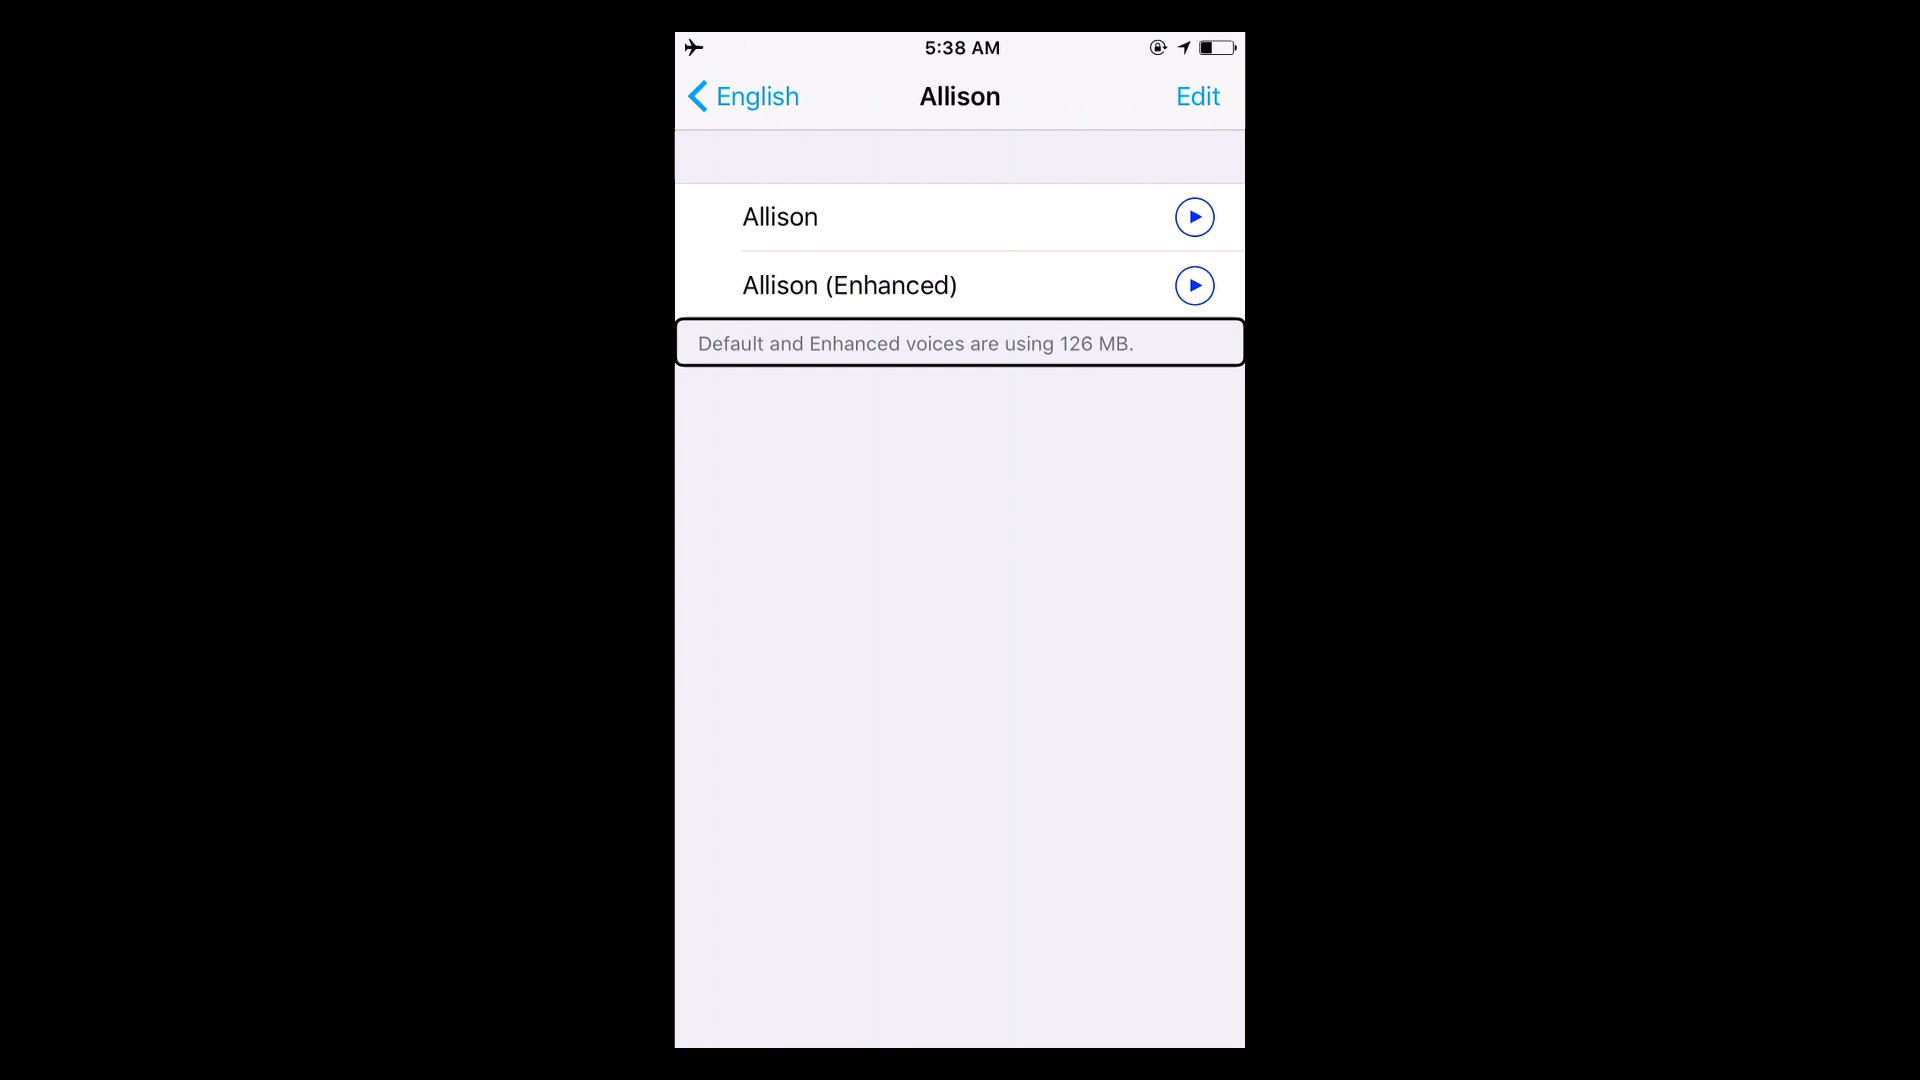 5:38 AM
English
Allison
Edit
Allison
Allison (Enhanced)
Default and Enhanced voices are using 126 MB.